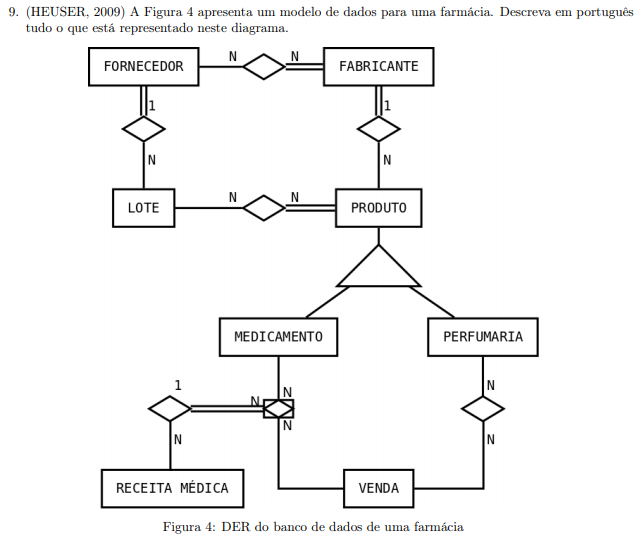 9. (HEUSER, 2009) A Figura 4 apresenta um modelo de dados para uma farmácia. Descreva em português
tudo o que está representado neste diagrama.
FORNECEDOR N N FABRICANTE
1 1
N N
LOTE N N PRODUTO
MEDICAMENTO PERFUMARIA
1 N N
N
N N N
RECEITA MÉDICA VENDA
Figura 4: DER do banco de dados de uma farmácia